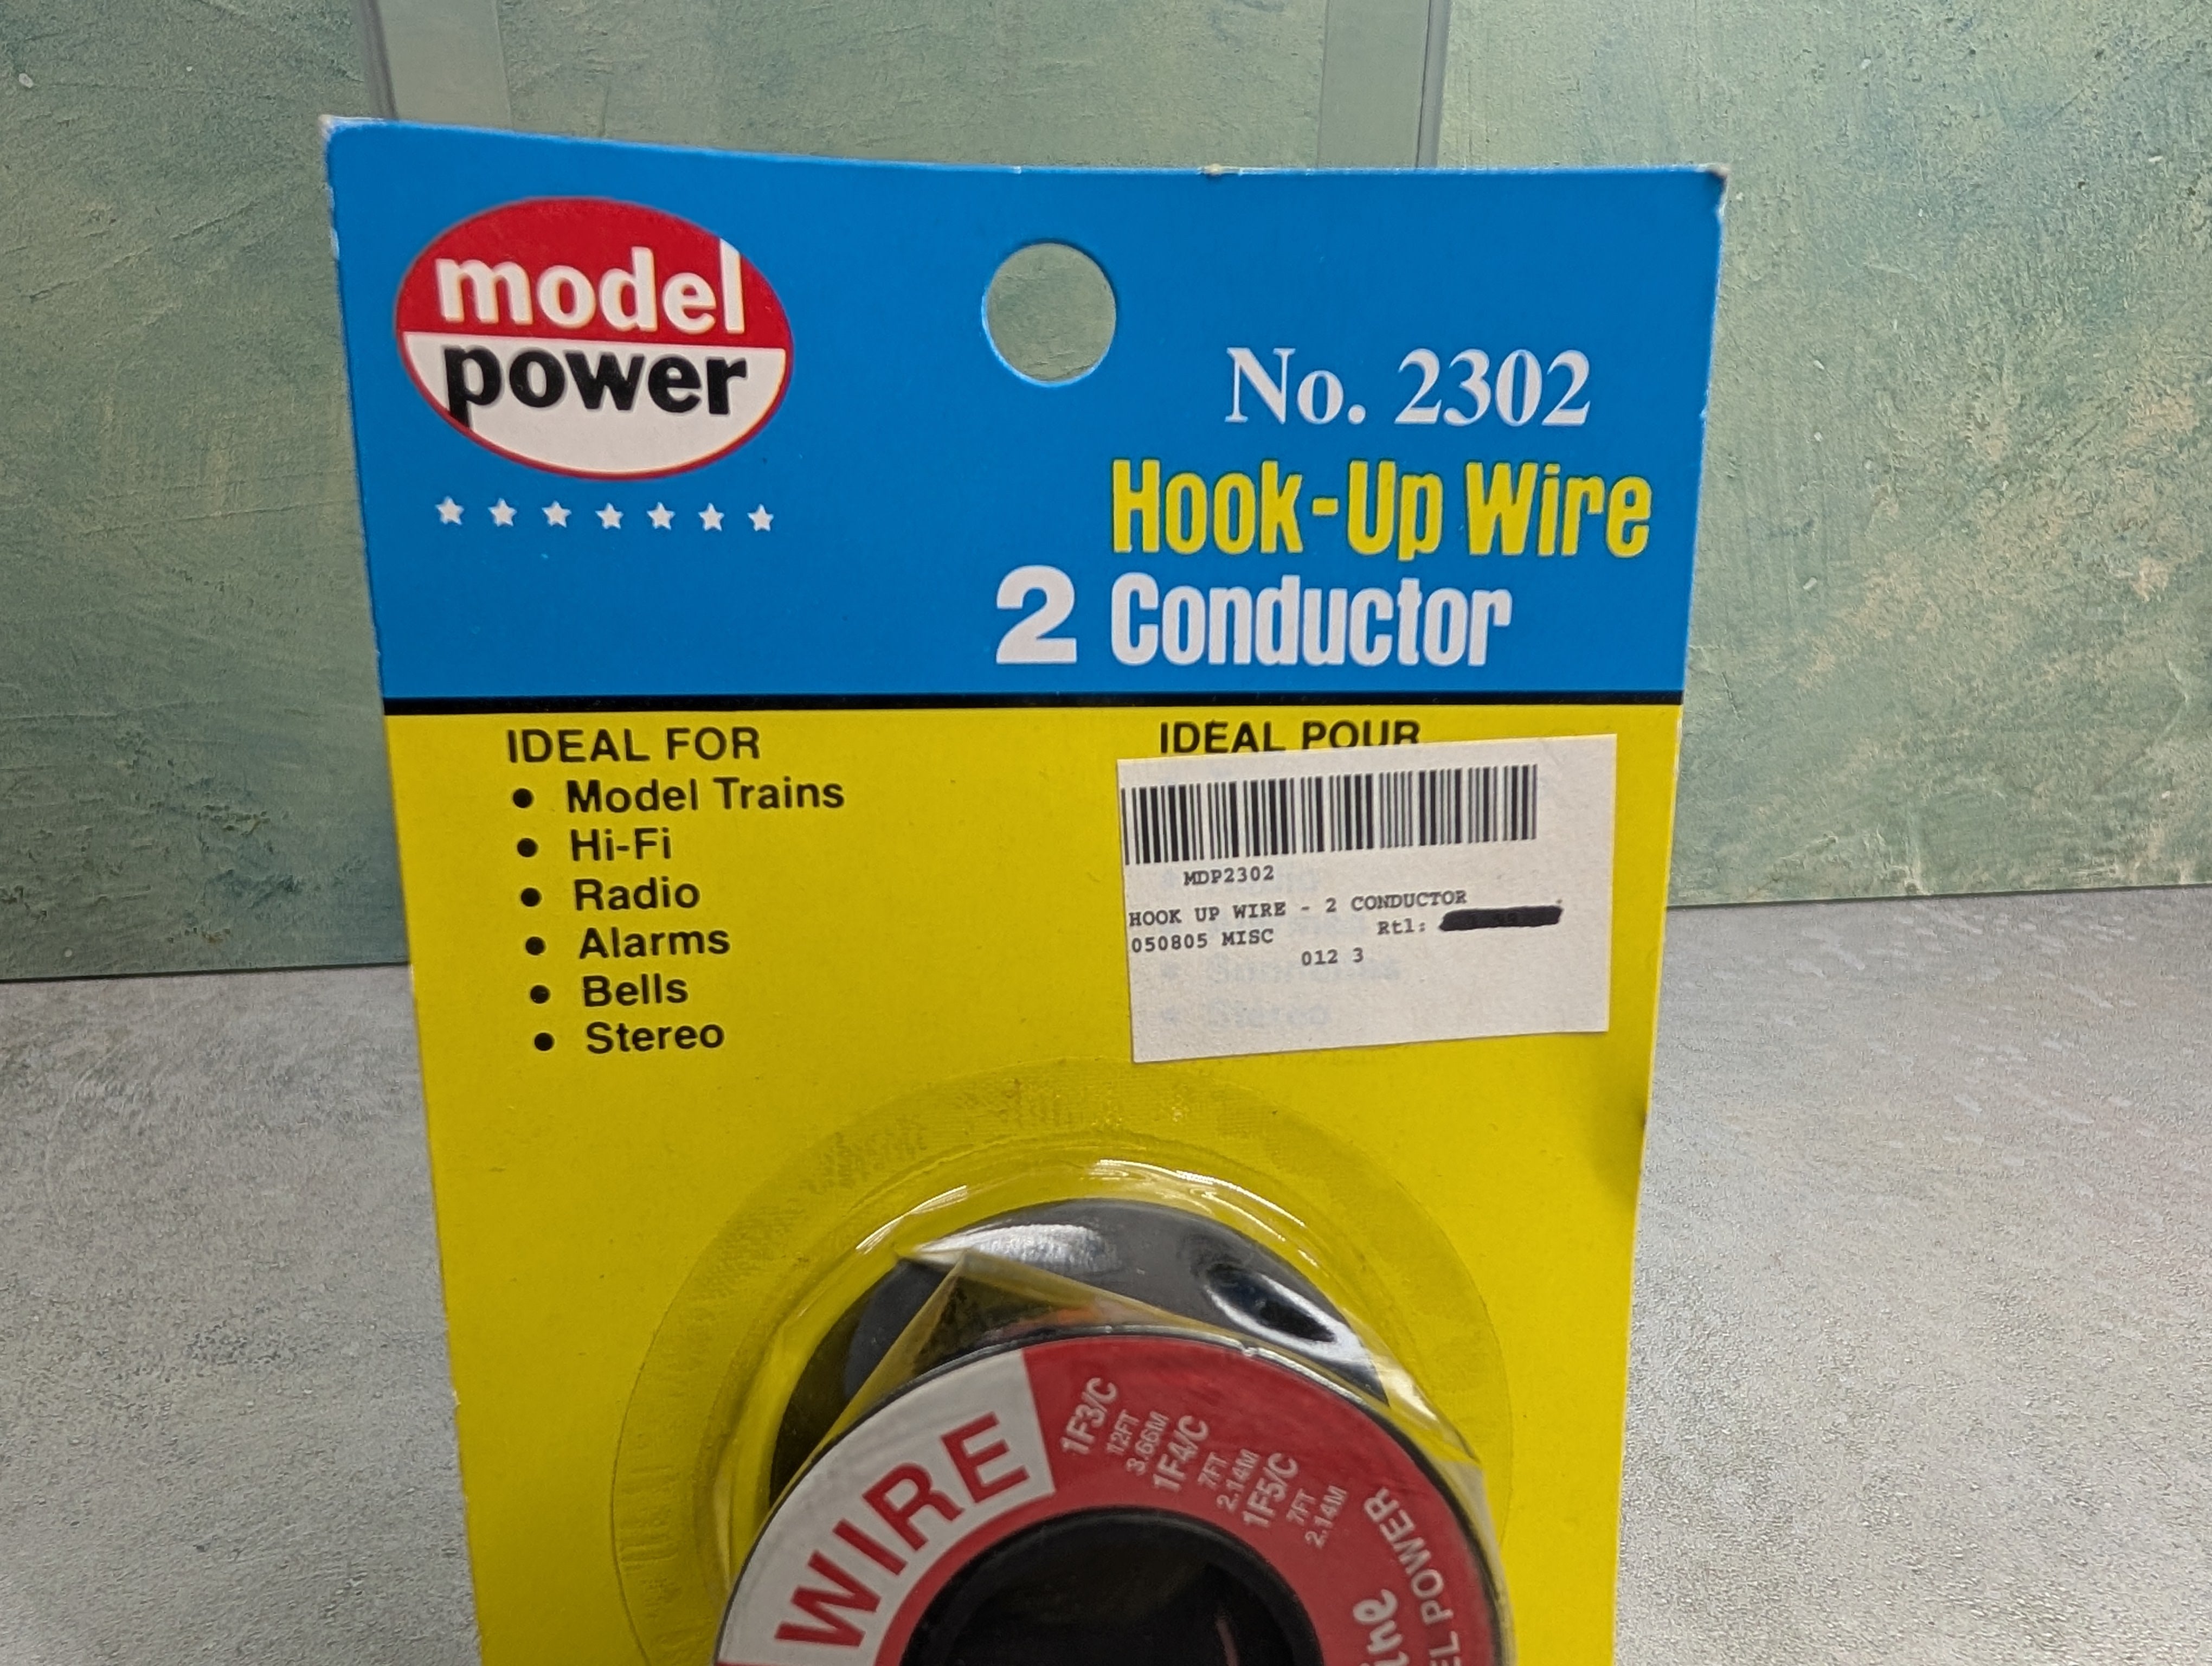 model
power
No. 2302
Hook-Up Wire
2 Conductor
IDEAL FOR
• Model Trains
• Hi-Fi
• Radio
• Alarms
• Bells
• Stereo
IDEAL POUR
MDP2302
HOOK UP WIRE - 2 CONDUCTOR
050805 MISC
Rtl:
012 3
Stereo
WIRE
1F3/C
12FT
3.66M
1F4/C
7FT
2.14M
1F5/C
7FT
2.14M
POWER